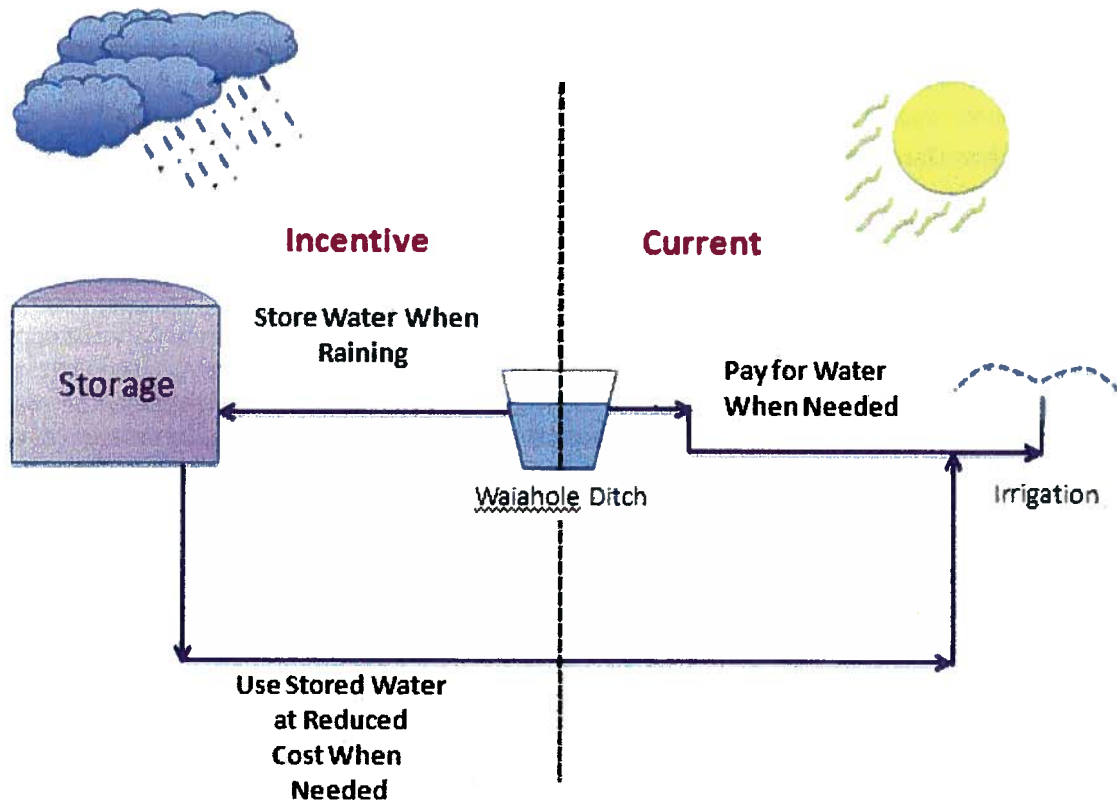 Incentive
Current
Store Water When
Raining
Storage
Pay for Water
When Needed
Waiahole Ditch
Irrigation
Use Stored Water
at Reduced
Cost When
Needed